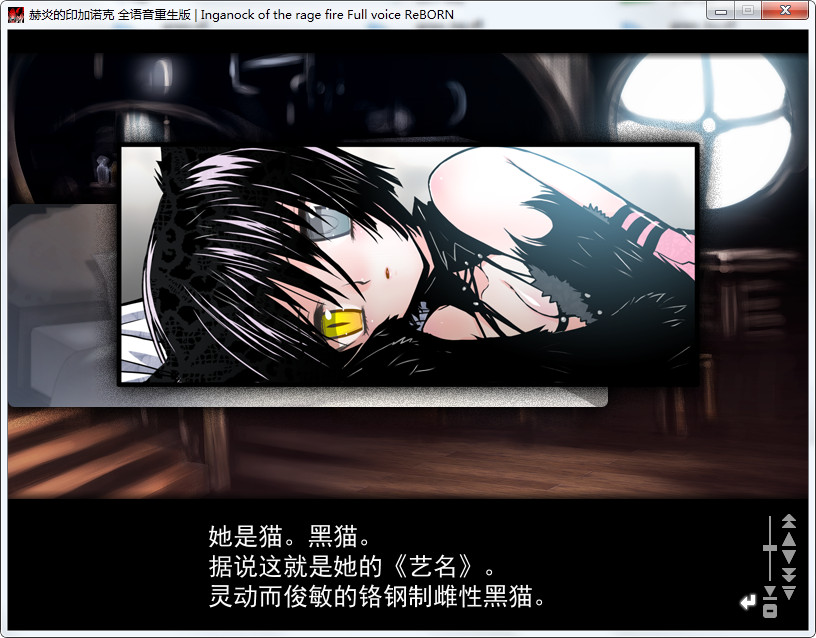 赫炎的印加诺克 全语音重生版 | Inganock of the rage fire Full voice ReBORN
她是猫。黑猫。
据说这就是她的《艺名》。
灵动而俊敏的铬钢制雌性黑猫。